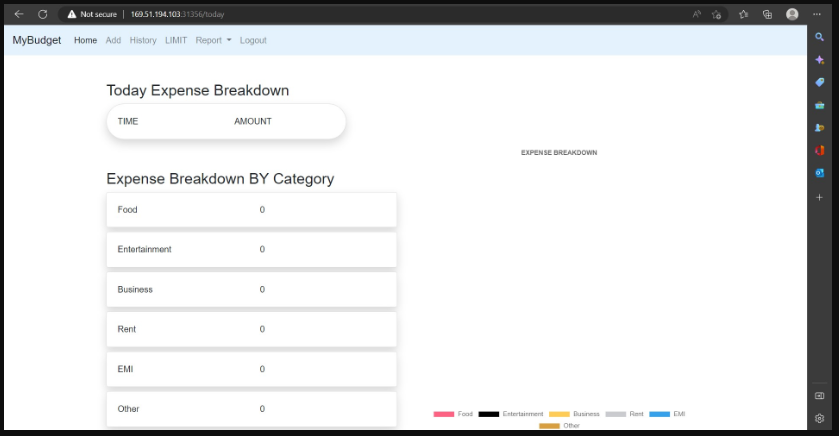 Not secure | 169.51.194.103:31356/today
MyBudget Home Add History LIMIT Report Logout
Today Expense Breakdown
TIME AMOUNT
EXPENSE BREAKDOWN
Expense Breakdown BY Category
Food 0
Entertainment 0
Business 0
Rent 0
EMI 0
Other 0
Food Entertainment Business Rent EMI
Other